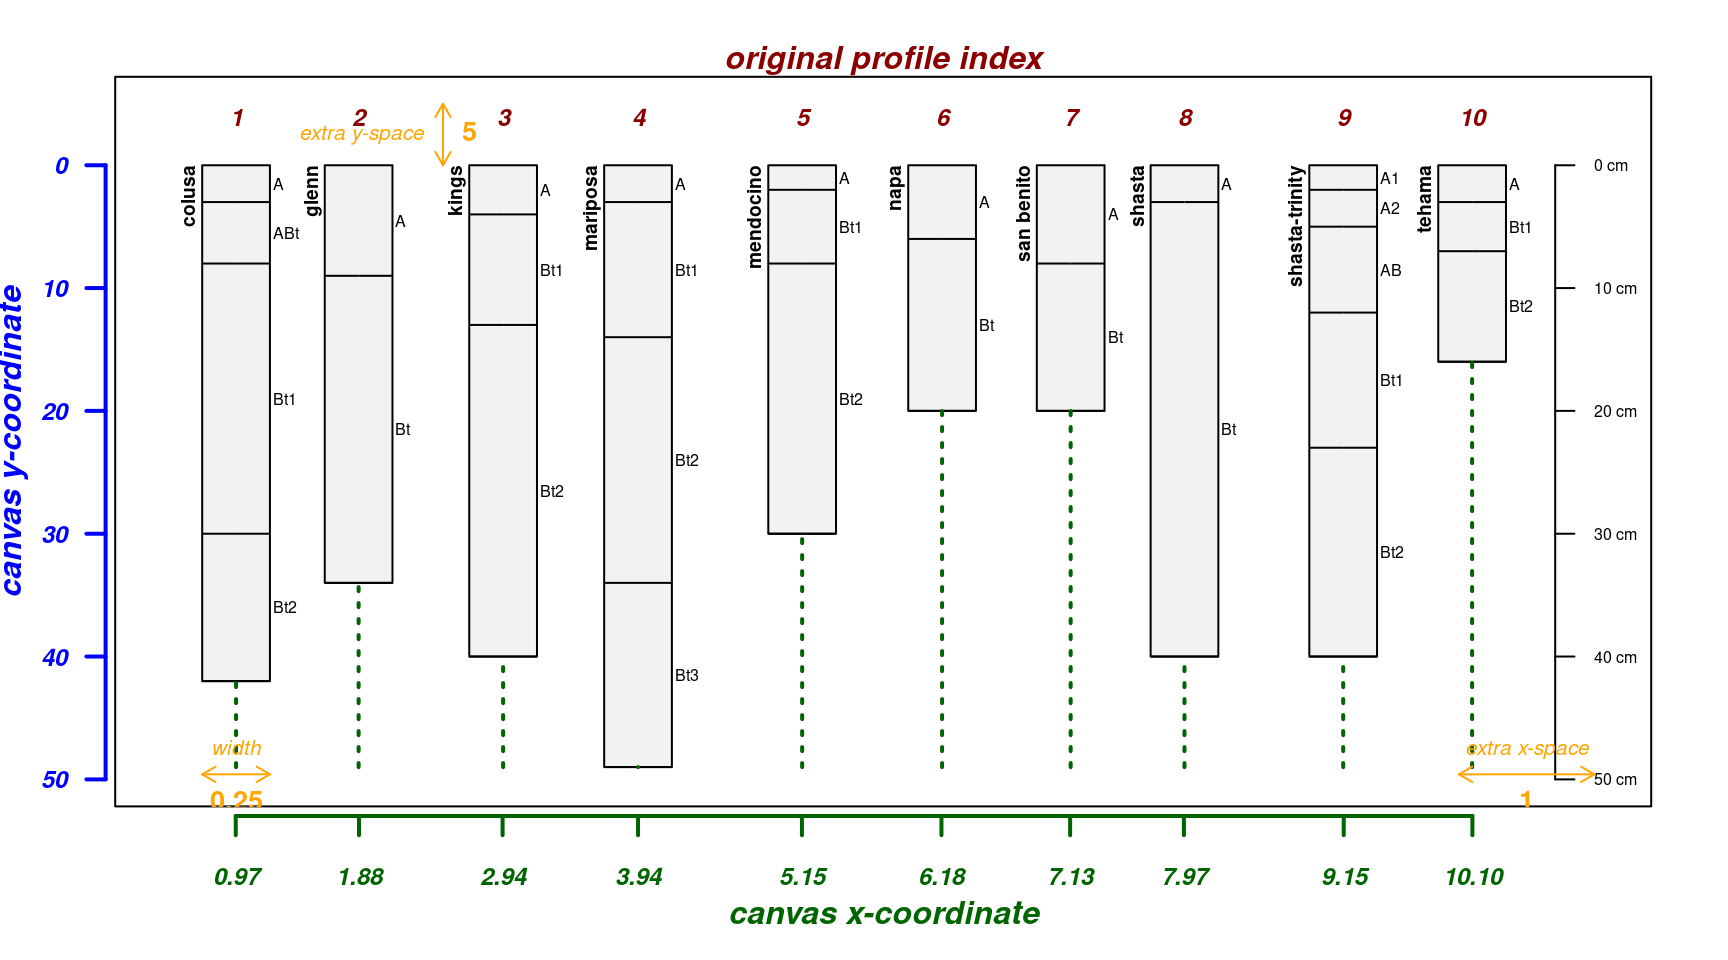 original profile index
1 2 3 4 5 6 7 8 9 10
extra y-space 5
canvas y-coordinate
0
10
20
30
40
50
colusa
A
ABt
Bt1
Bt2
glenn
A
Bt
kings
A
Bt1
Bt2
mariposa
A
Bt1
Bt2
Bt3
mendocino
A
Bt1
Bt2
napa
A
Bt
san benito
A
Bt
shasta
A
Bt
shasta-trinity
A1
A2
AB
Bt1
Bt2
tehama
A
Bt1
Bt2
0 cm
10 cm
20 cm
30 cm
40 cm
50 cm
width
0.25
extra x-space
1
0.97 1.88 2.94 3.94 5.15 6.18 7.13 7.97 9.15 10.10
canvas x-coordinate